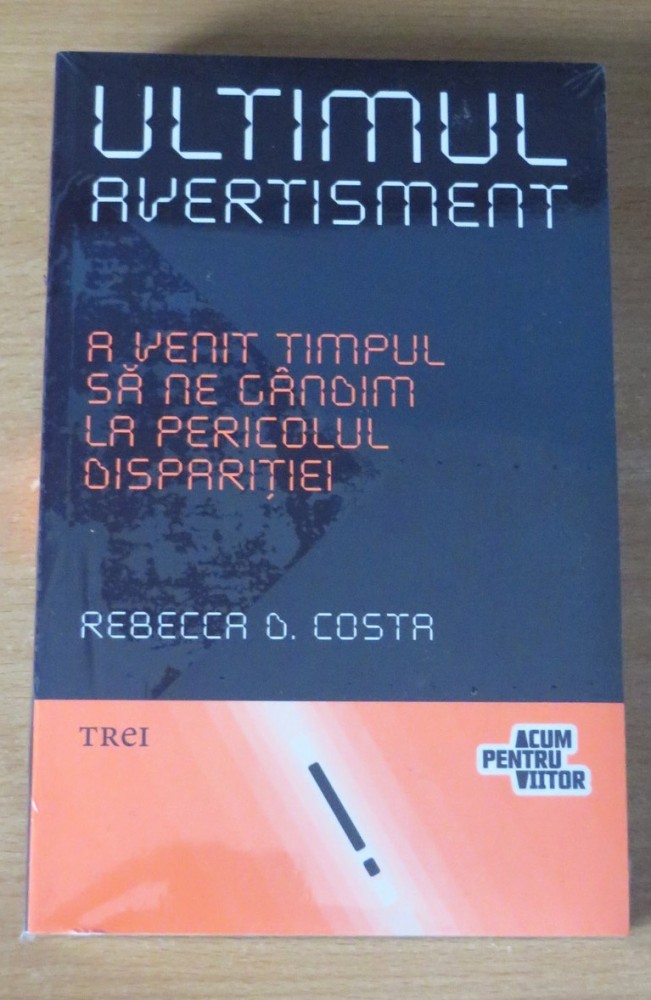 ULTIMUL
AVERTISMENT
A VENIT TIMPUL
SĂ NE GÂNDIM
LA PERICOLUL
DISPARIȚIEI
REBECCA D. COSTA
TREI
ACUM
PENTRU
VIITOR
!